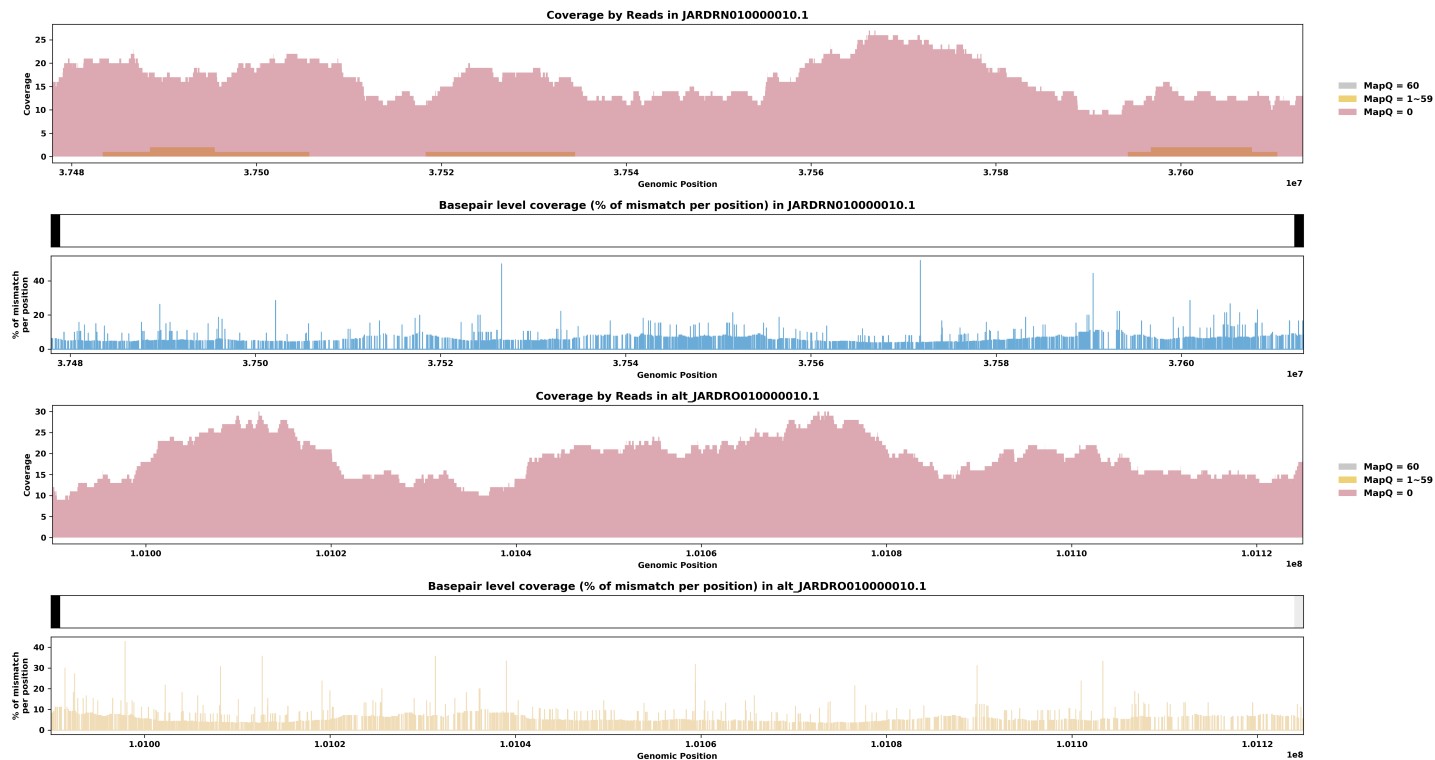 Coverage by Reads in JARDRN010000010.1
Coverage
25
20
15
10
5
0
3.748 3.750 3.752 3.754 3.756 3.758 3.760
Genomic Position
1e7
MapQ = 60
MapQ = 1~59
MapQ = 0
Basepair level coverage (% of mismatch per position) in JARDRN010000010.1
% of mismatch
per position
40
20
0
3.748 3.750 3.752 3.754 3.756 3.758 3.760
Genomic Position
1e7
Coverage by Reads in alt_JARDRO010000010.1
Coverage
30
25
20
15
10
5
0
1.0100 1.0102 1.0104 1.0106 1.0108 1.0110 1.0112
Genomic Position
1e8
MapQ = 60
MapQ = 1~59
MapQ = 0
Basepair level coverage (% of mismatch per position) in alt_JARDRO010000010.1
% of mismatch
per position
40
30
20
10
0
1.0100 1.0102 1.0104 1.0106 1.0108 1.0110 1.0112
Genomic Position
1e8